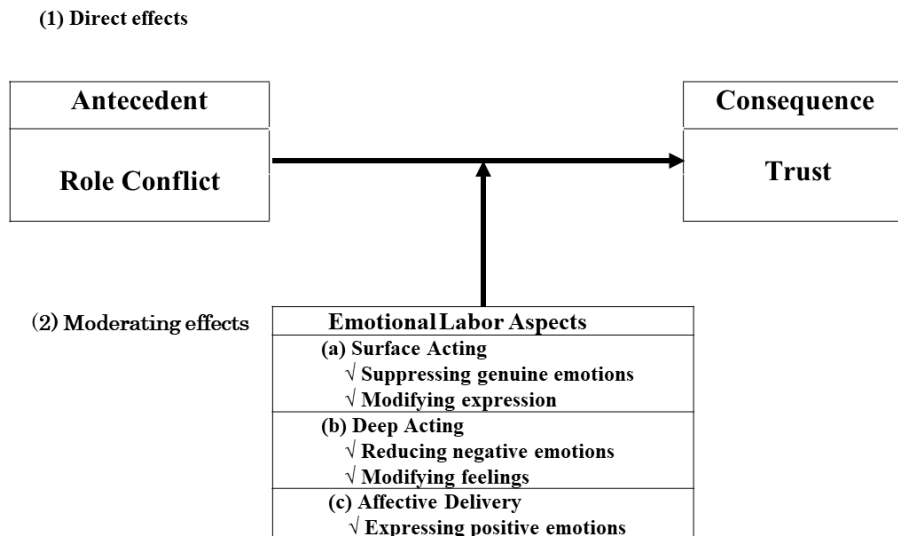 (1) Direct effects
Antecedent
Consequence
Role Conflict
Trust
(2) Moderating effects
Emotional Labor Aspects
(a) Surface Acting
√ Suppressing genuine emotions
√ Modifying expression
(b) Deep Acting
√ Reducing negative emotions
√ Modifying feelings
(c) Affective Delivery
√ Expressing positive emotions